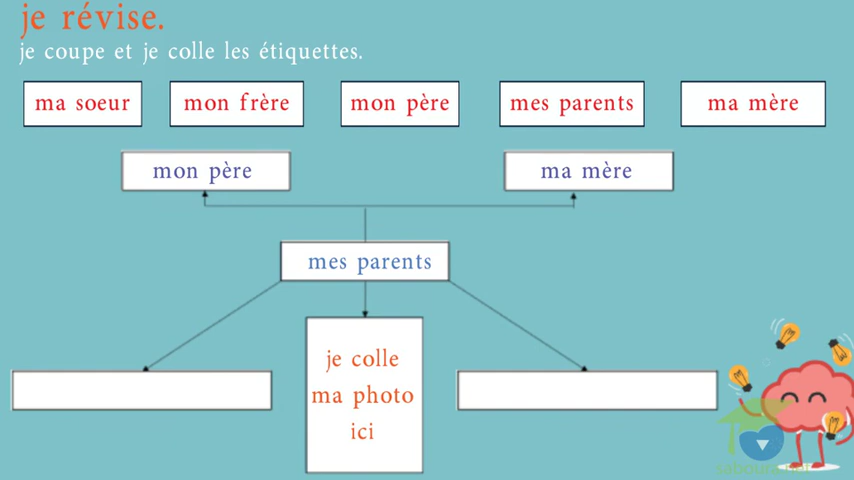 je révise.
je coupe et je colle les étiquettes.
ma soeur mon frère mon père mes parents ma mère
mon père ma mère
mes parents
je colle
ma photo
ici